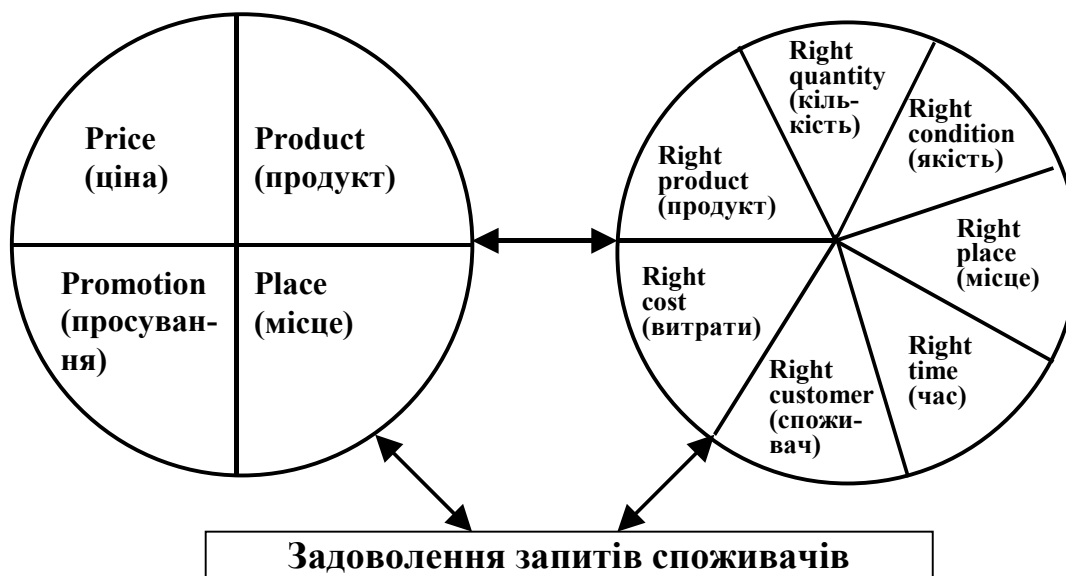 Price
(ціна)
Product
(продукт)
Promotion
(просуван-
ня)
Place
(місце)
Right
quantity
(кіль-
кість)
Right
condition
(якість)
Right
product
(продукт)
Right
place
(місце)
Right
cost
(витрати)
Right
time
(час)
Right
customer
(спожи-
вач)
Задоволення запитів споживачів